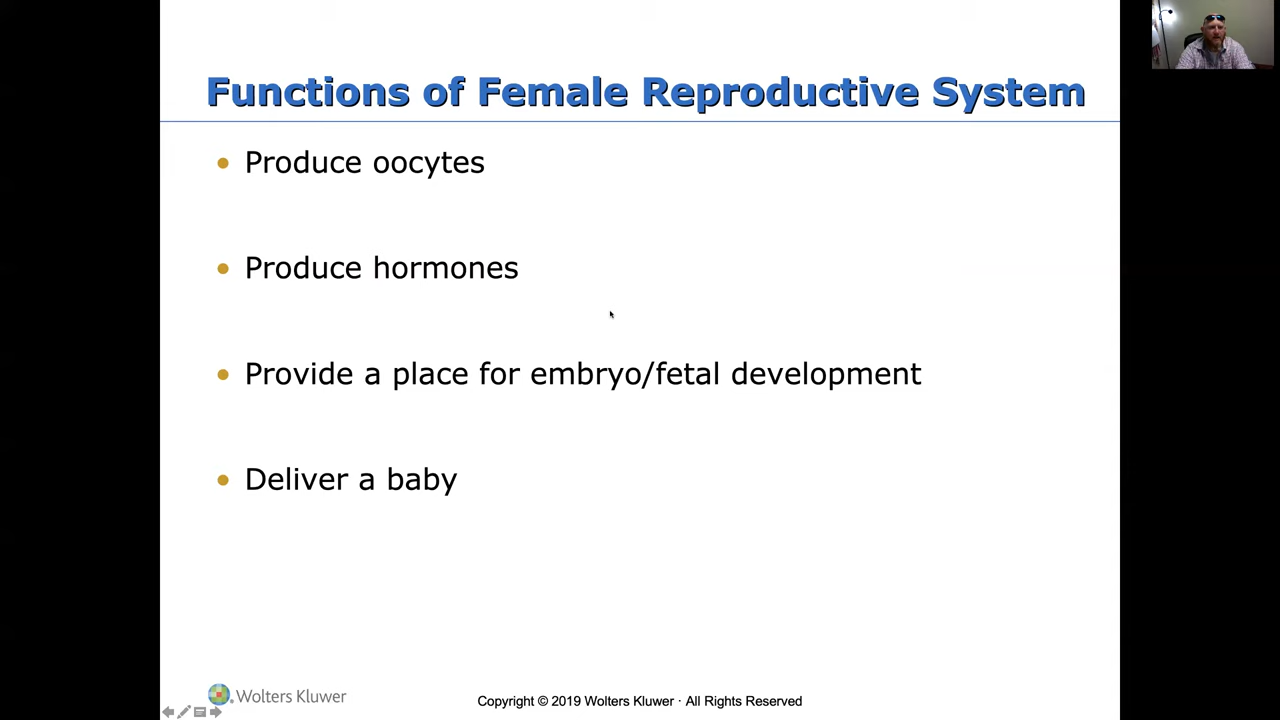 Functions of Female Reproductive System
Produce oocytes
Produce hormones
Provide a place for embryo/fetal development
Deliver a baby
Wolters Kluwer
Copyright © 2019 Wolters Kluwer · All Rights Reserved